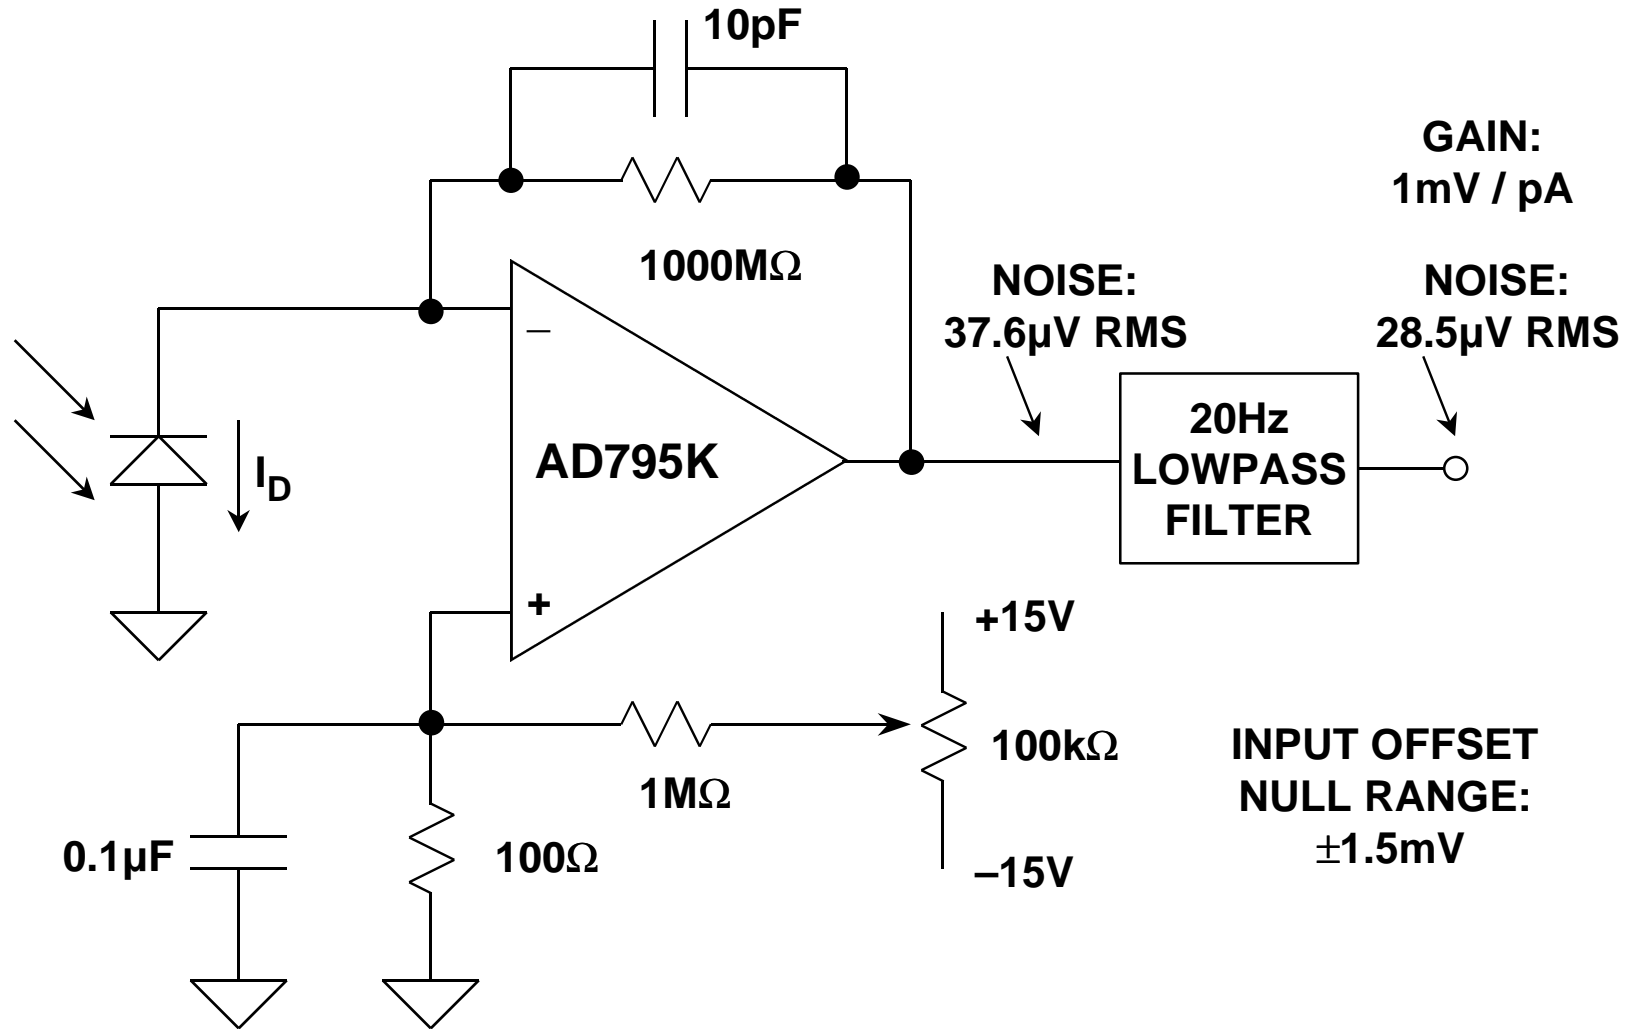 10pF
GAIN:
1mV / pA
1000MΩ
NOISE:
37.6µV RMS
NOISE:
28.5µV RMS
–
I_D
AD795K
20Hz
LOWPASS
FILTER
+
+15V
1MΩ
100kΩ
INPUT OFFSET
NULL RANGE:
±1.5mV
0.1µF
100Ω
–15V